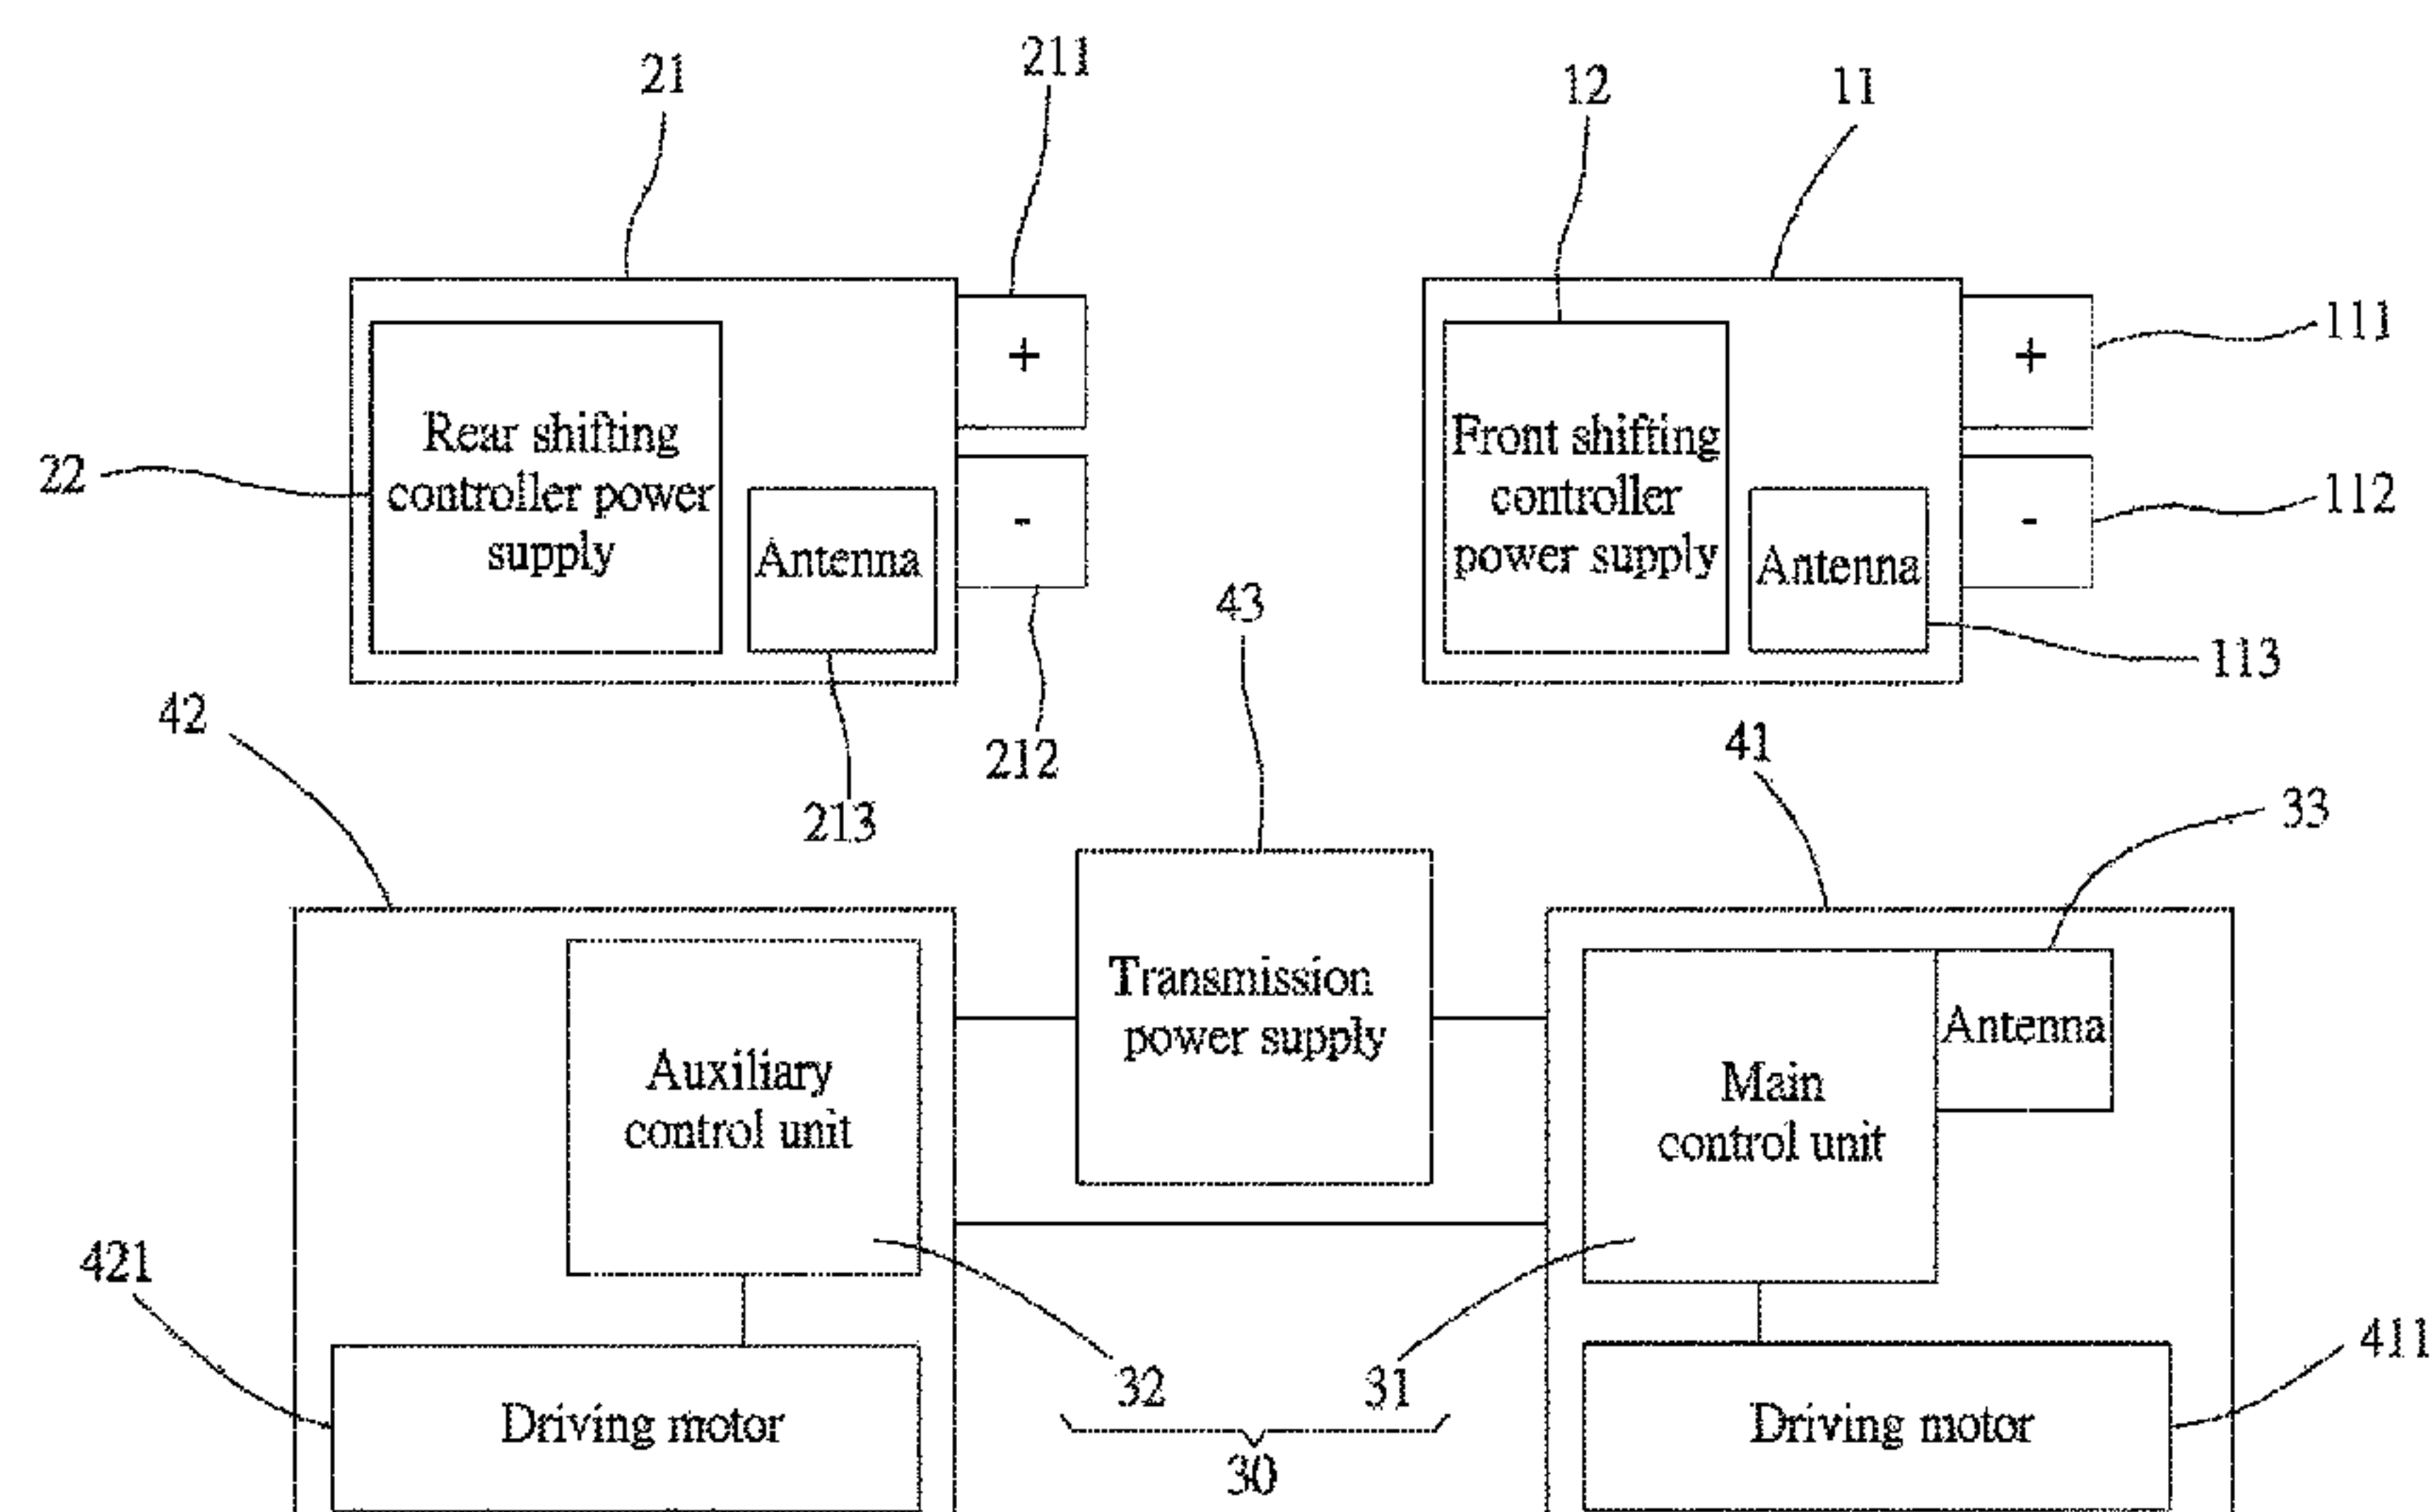 21
211
12
11
+
-
+
-
111
112
113
22
Rear shifting
controller power
supply
Antenna
Front shifting
controller
power supply
Antenna
212
213
43
42
41
33
Transmission
power supply
Auxiliary
control unit
Main
control unit
Antenna
421
411
32
31
30
Driving motor
Driving motor